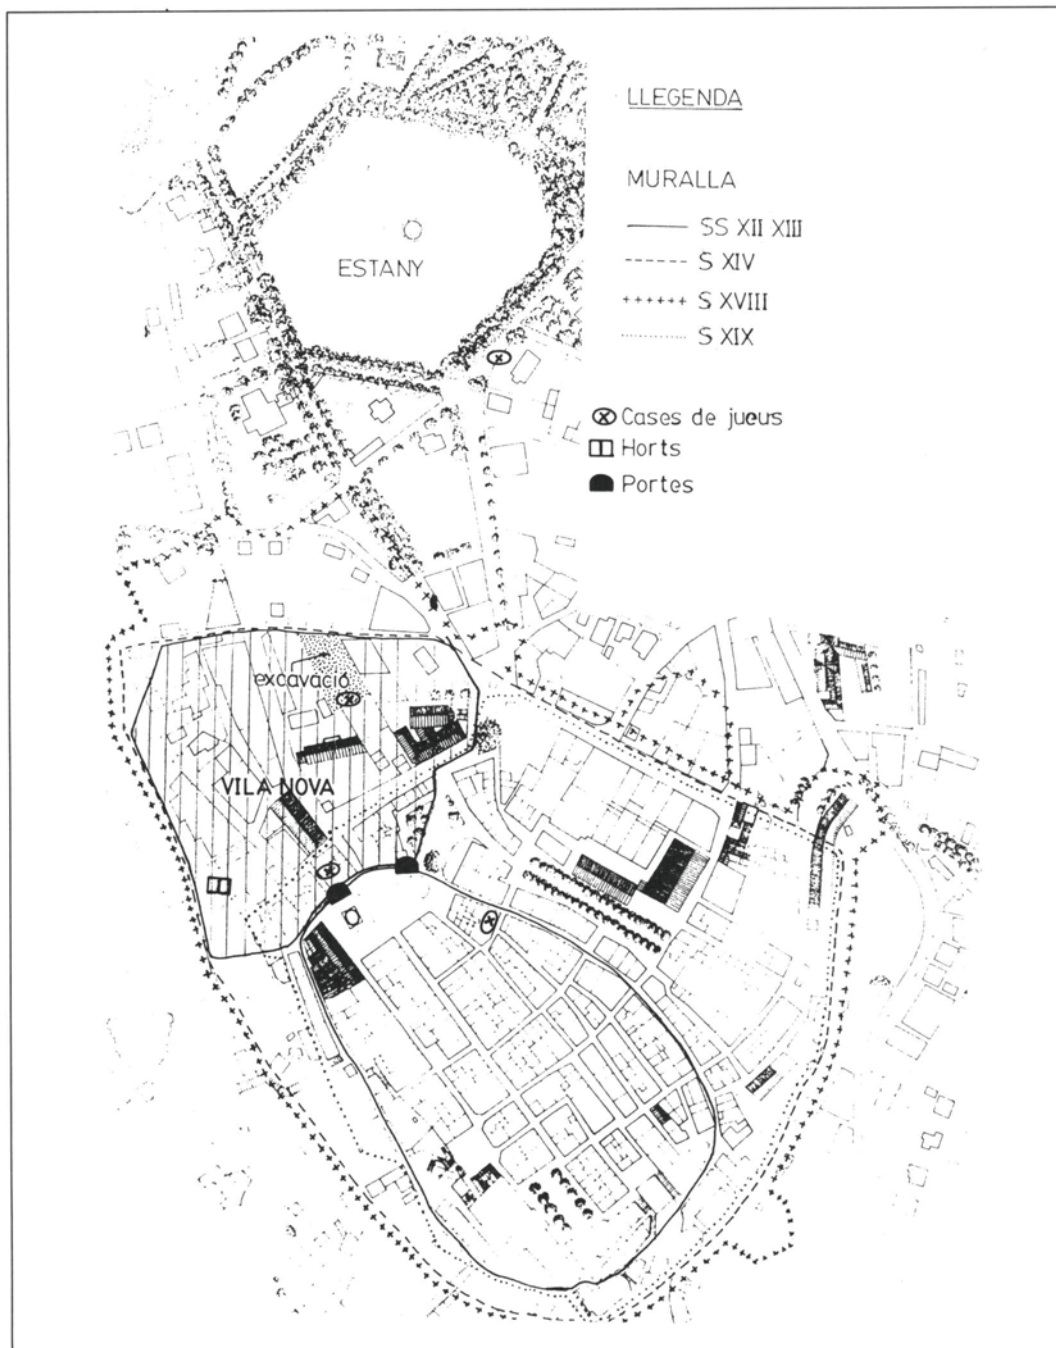 LLEGENDA
MURALLA
SS XII XIII
S XIV
S XVIII
S XIX
ESTANY
Cases de jueus
Horts
Portes
excavació
VILA NOVA